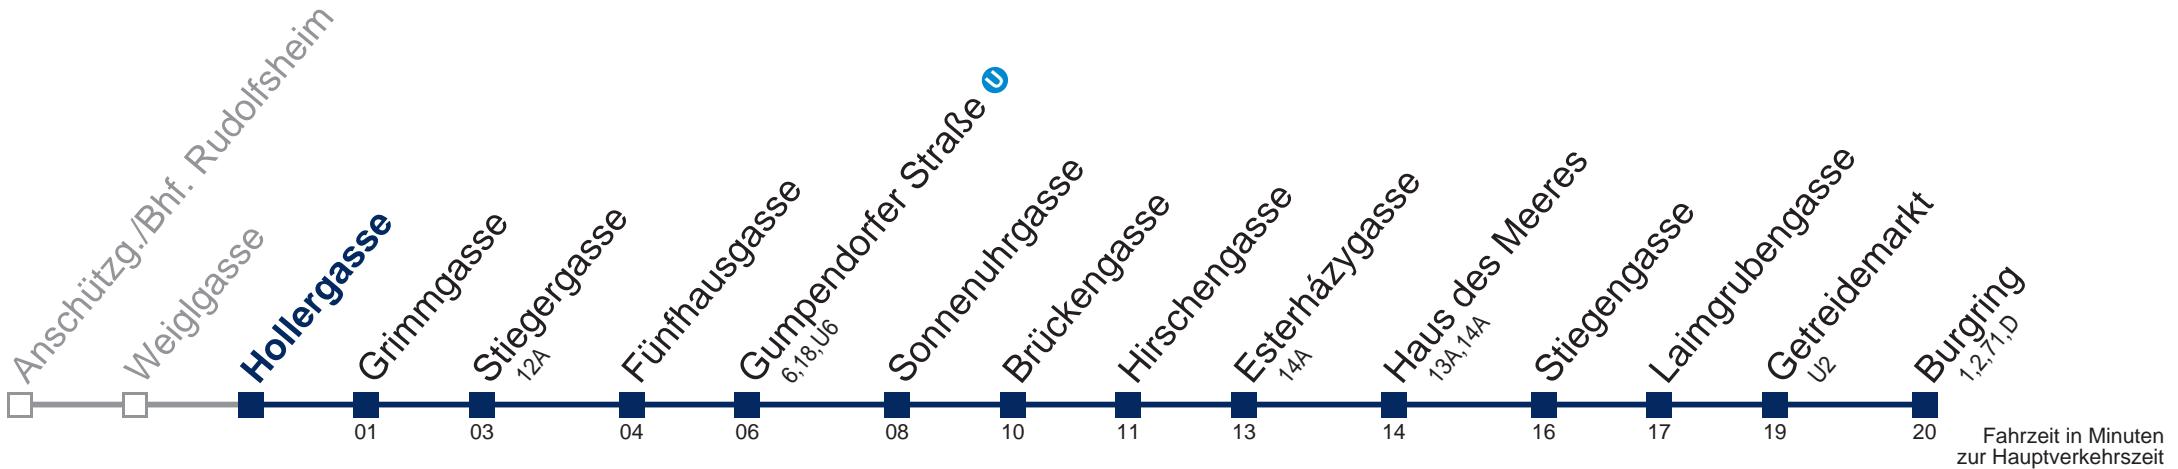 Anschützg./Bhf. Rudolfsheim
Weiglgasse
Hollergasse
Grimmgasse
Stiegergasse
12A
Fünfhausgasse
Gumpendorfer Straße U
6,18,U6
Sonnenuhrgasse
Brückengasse
Hirschengasse
Esterházygasse
14A
Haus des Meeres
13A,14A
Stiegengasse
Laimgrubengasse
Getreidemarkt
U2
Burgring
1,2,71,D
01 03 04 06 08 10 11 13 14 16 17 19 20
Fahrzeit in Minuten
zur Hauptverkehrszeit